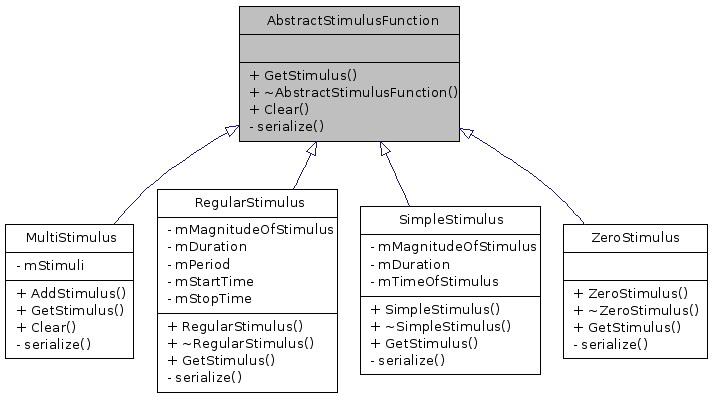 AbstractStimulusFunction
+ GetStimulus()
+ ~AbstractStimulusFunction()
+ Clear()
- serialize()
MultiStimulus
- mStimuli
+ AddStimulus()
+ GetStimulus()
+ Clear()
- serialize()
RegularStimulus
- mMagnitudeOfStimulus
- mDuration
- mPeriod
- mStartTime
- mStopTime
+ RegularStimulus()
+ ~RegularStimulus()
+ GetStimulus()
- serialize()
SimpleStimulus
- mMagnitudeOfStimulus
- mDuration
- mTimeOfStimulus
+ SimpleStimulus()
+ ~SimpleStimulus()
+ GetStimulus()
- serialize()
ZeroStimulus
+ ZeroStimulus()
+ ~ZeroStimulus()
+ GetStimulus()
- serialize()